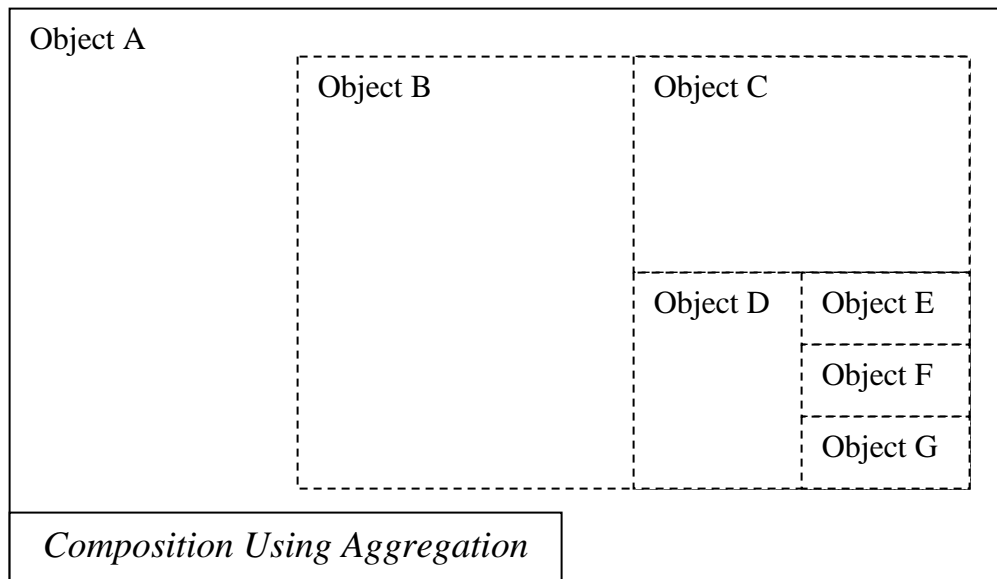 Object A
Object B
Object C
Object D
Object E
Object F
Object G
Composition Using Aggregation